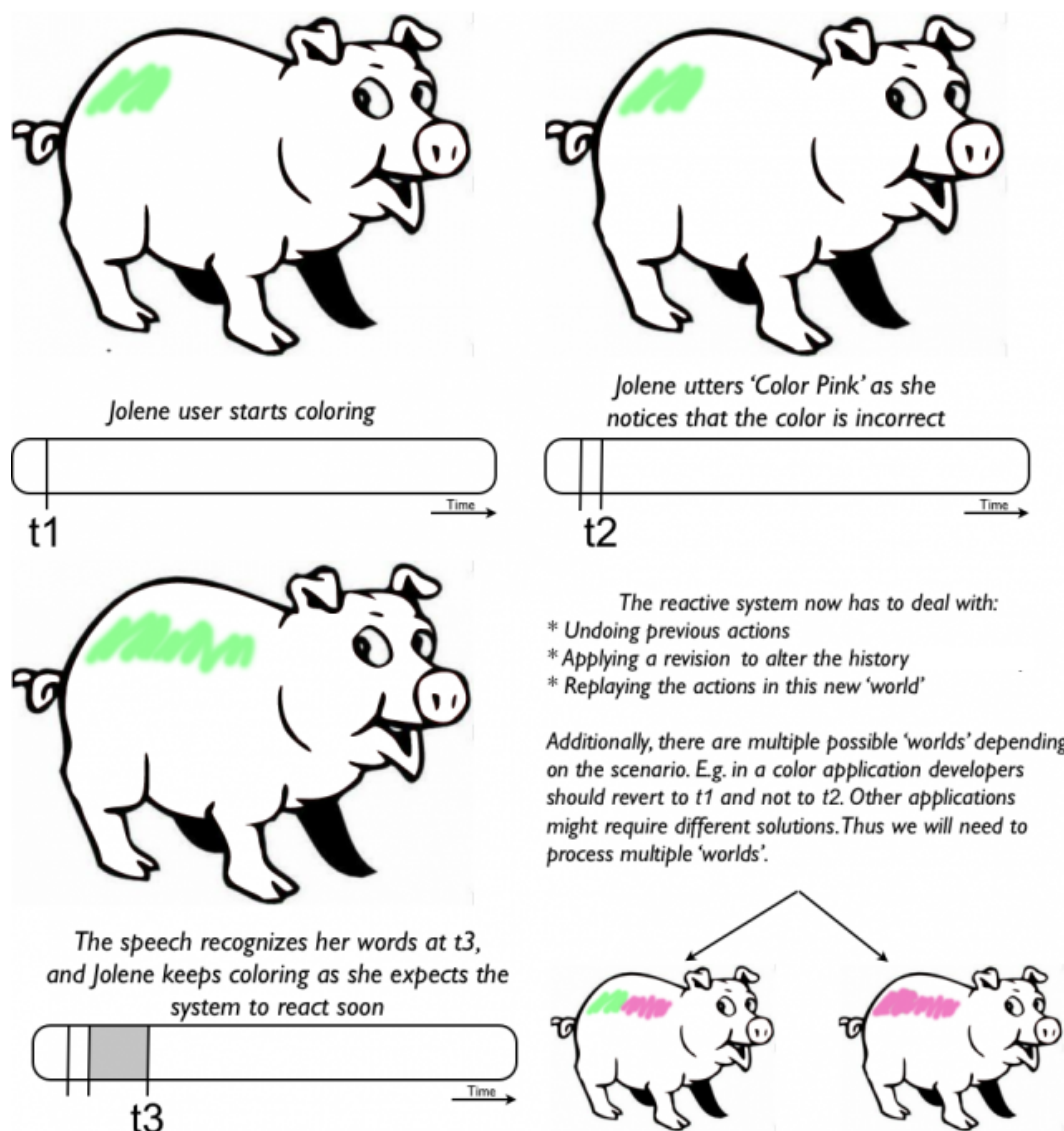 Jolene user starts coloring
Time
t1
Jolene utters ‘Color Pink’ as she
notices that the color is incorrect
Time
t2
The speech recognizes her words at t3,
and Jolene keeps coloring as she expects the
system to react soon
Time
t3
The reactive system now has to deal with:
* Undoing previous actions
* Applying a revision to alter the history
* Replaying the actions in this new ‘world’
Additionally, there are multiple possible ‘worlds’ depending
on the scenario. E.g. in a color application developers
should revert to t1 and not to t2. Other applications
might require different solutions. Thus we will need to
process multiple ‘worlds’.